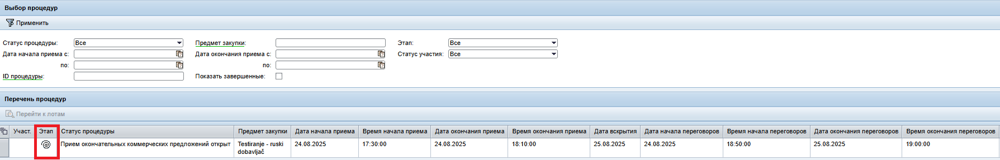 Выбор процедур
Применить
Статус процедуры: Все Предмет закупки: Этап: Все
Дата начала приема с: Дата окончания приема с: Статус участия: Все
по: по:
ID процедуры: Показать завершенные:
Перечень процедур
Перейти к лотам
Участ. Этап Статус процедуры Предмет закупки Дата начала приема Время начала приема Дата окончания приема Время окончания приема Дата вскрытия Дата начала переговоров Время начала переговоров Дата окончания переговоров Время окончания переговоров
Прием окончательных коммерческих предложений открыт Testiranje - ruski 24.08.2025 17:30:00 24.08.2025 18:10:00 25.08.2025 24.08.2025 18:50:00 25.08.2025 19:00:00
dobavljač